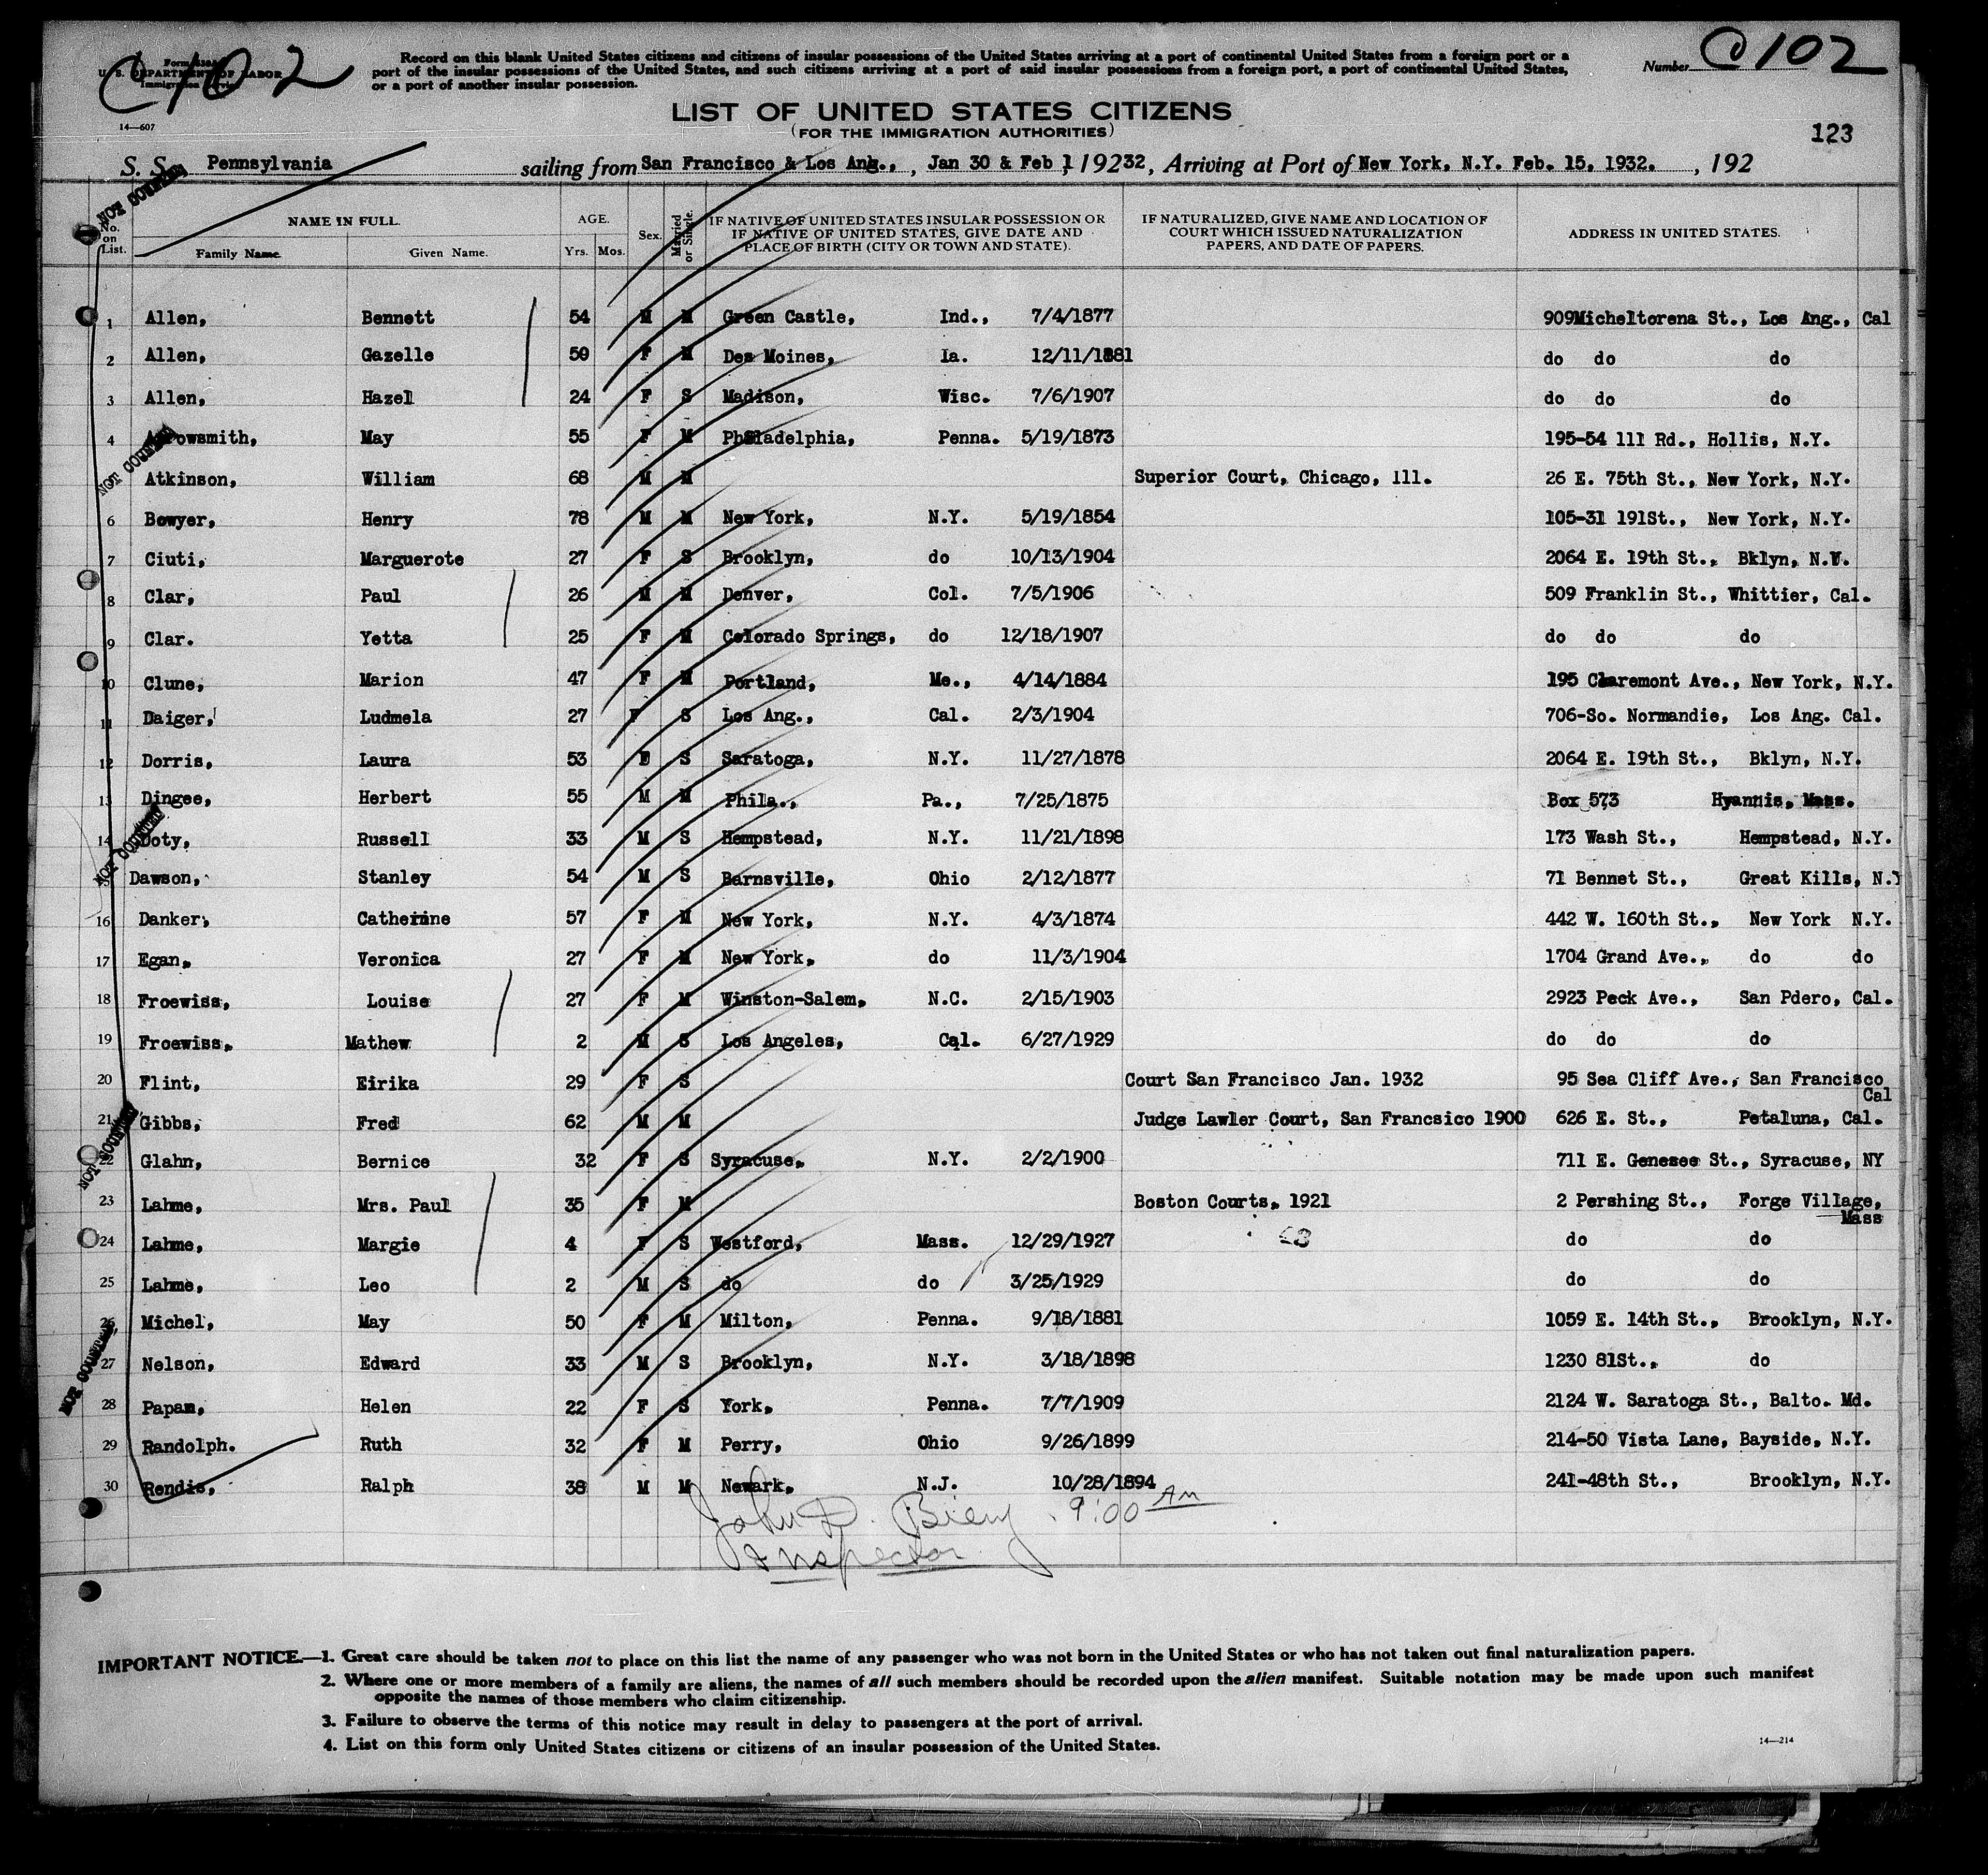 C 102
Form 630A
U. S. DEPARTMENT OF LABOR
Immigration Service
14—607
Record on this blank United States citizens and citizens of insular possessions of the United States arriving at a port of continental United States from a foreign port or a
port of the insular possessions of the United States, and such citizens arriving at a port of said insular possessions from a foreign port, a port of continental United States,
or a port of another insular possession.
Number C 102
LIST OF UNITED STATES CITIZENS
(FOR THE IMMIGRATION AUTHORITIES)
123
S. S. Pennsylvania sailing from San Francisco & Los Ang., , Jan 30 & Feb 1, 19232, Arriving at Port of New York, N.Y. Feb. 15, 1932. , 192
NOT COUNTED
No. on List. NAME IN FULL. Family Name. Given Name. AGE. Yrs. Mos. Sex. Married or Single. IF NATIVE OF UNITED STATES INSULAR POSSESSION OR IF NATIVE OF UNITED STATES, GIVE DATE AND PLACE OF BIRTH (CITY OR TOWN AND STATE). IF NATURALIZED, GIVE NAME AND LOCATION OF COURT WHICH ISSUED NATURALIZATION PAPERS, AND DATE OF PAPERS. ADDRESS IN UNITED STATES.
1 Allen, Bennett 54 M M Green Castle, Ind., 7/4/1877 909Micheltorena St., Los Ang., Cal
2 Allen, Gazelle 50 F M Des Moines, Ia. 12/11/1881 do do do
3 Allen, Hazel 24 F S Madison, Wisc. 7/6/1907 do do do
4 Arrowsmith, May 55 F M Philadelphia, Penna. 5/19/1873 195-54 111 Rd., Hollis, N.Y.
NOT COUNTED
Atkinson, William 68 M M Superior Court, Chicago, Ill. 26 E. 75th St., New York, N.Y.
6 Bowyer, Henry 78 M M New York, N.Y. 5/19/1854 105-31 191St., New York, N.Y.
7 Ciuti, Marguerote 27 F S Brooklyn, do 10/13/1904 2064 E. 19th St., Bklyn, N.Y.
8 Clar, Paul 26 M M Denver, Col. 7/5/1906 509 Franklin St., Whittier, Cal.
9 Clar. Yetta 25 F M Colorado Springs, do 12/18/1907 do do do
10 Clune, Marion 47 F M Portland, Me., 4/14/1884 195 Claremont Ave., New York, N.Y.
11 Daiger, Ludmela 27 F S Los Ang., Cal. 2/3/1904 706-So. Normandie, Los Ang. Cal.
12 Dorris, Laura 53 F S Saratoga, N.Y. 11/27/1878 2064 E. 19th St., Bklyn, N.Y.
13 Dingee, Herbert 55 M M Phila., Pa., 7/25/1875 Box 573 Hyannis, Mass.
14 Doty, Russell 33 M S Hempstead, N.Y. 11/21/1898 173 Wash St., Hempstead, N.Y.
NOT COUNTED
Dawson, Stanley 54 M S Barnsville, Ohio 2/12/1877 71 Bennet St., Great Kills, N.Y
16 Danker, Catherine 57 F M New York, N.Y. 4/3/1874 442 W. 160th St., New York N.Y.
17 Egan, Veronica 27 F M New York, do 11/3/1904 1704 Grand Ave., do do
18 Froewiss, Louise 27 F M Winston-Salem, N.C. 2/15/1903 2923 Peck Ave., San Pdero, Cal.
19 Froewiss, Mathew 2 M S Los Angeles, Cal. 6/27/1929 do do do
20 Flint, Eirika 29 F S Court San Francisco Jan. 1932 95 Sea Cliff Ave., San Francisco
Cal
21 Gibbs, Fred 62 M M Judge Lawler Court, San Francsico 1900 626 E. St., Petaluna, Cal.
NOT COUNTED
22 Glahn, Bernice 32 F S Syracuse, N.Y. 2/2/1900 711 E. Genesee St., Syracuse, NY
23 Lahme, Mrs. Paul 35 F M Boston Courts, 1921 2 Pershing St., Forge Village,
Mass
24 Lahme, Margie 4 F S Westford, Mass. 12/29/1927 do do
25 Lahme, Leo 2 M S do do 3/25/1929 do do
26 Michel, May 50 F M Milton, Penna. 9/18/1881 1059 E. 14th St., Brooklyn, N.Y.
NOT COUNTED
27 Nelson, Edward 33 M S Brooklyn, N.Y. 3/18/1898 1230 81St., do
28 Papan, Helen 22 F S York, Penna. 7/7/1909 2124 W. Saratoga St., Balto. Md.
29 Randolph. Ruth 32 F M Perry, Ohio 9/26/1899 214-50 Vista Lane, Bayside, N.Y.
30 Rendis, Ralph 38 M M Newark, N.J. 10/28/1894 241-48th St., Brooklyn, N.Y.
John D. 9:00 AM
Inspector
IMPORTANT NOTICE.—1. Great care should be taken not to place on this list the name of any passenger who was not born in the United States or who has not taken out final naturalization papers.
2. Where one or more members of a family are aliens, the names of all such members should be recorded upon the alien manifest. Suitable notation may be made upon such manifest
opposite the names of those members who claim citizenship.
3. Failure to observe the terms of this notice may result in delay to passengers at the port of arrival.
4. List on this form only United States citizens or citizens of an insular possession of the United States.
14—214